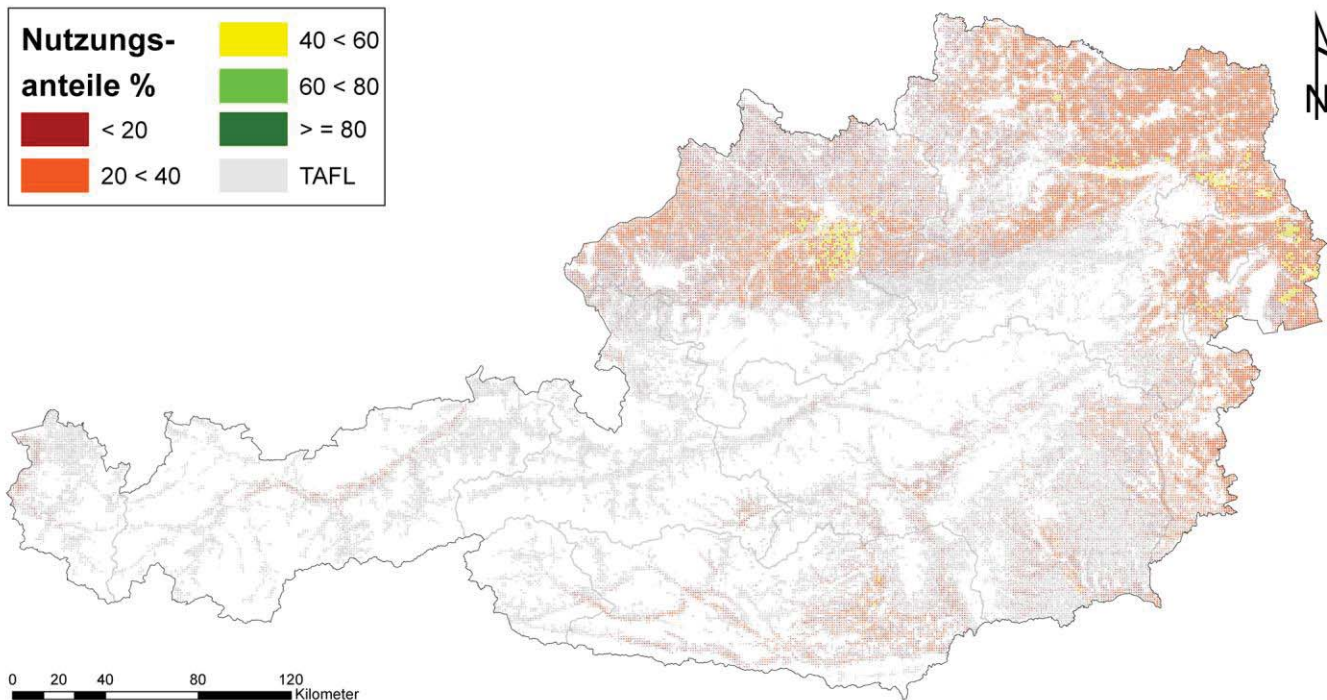 Nutzungs-
anteile %
< 20
20 < 40
40 < 60
60 < 80
> = 80
TAFL
N
0 20 40 80 120
Kilometer